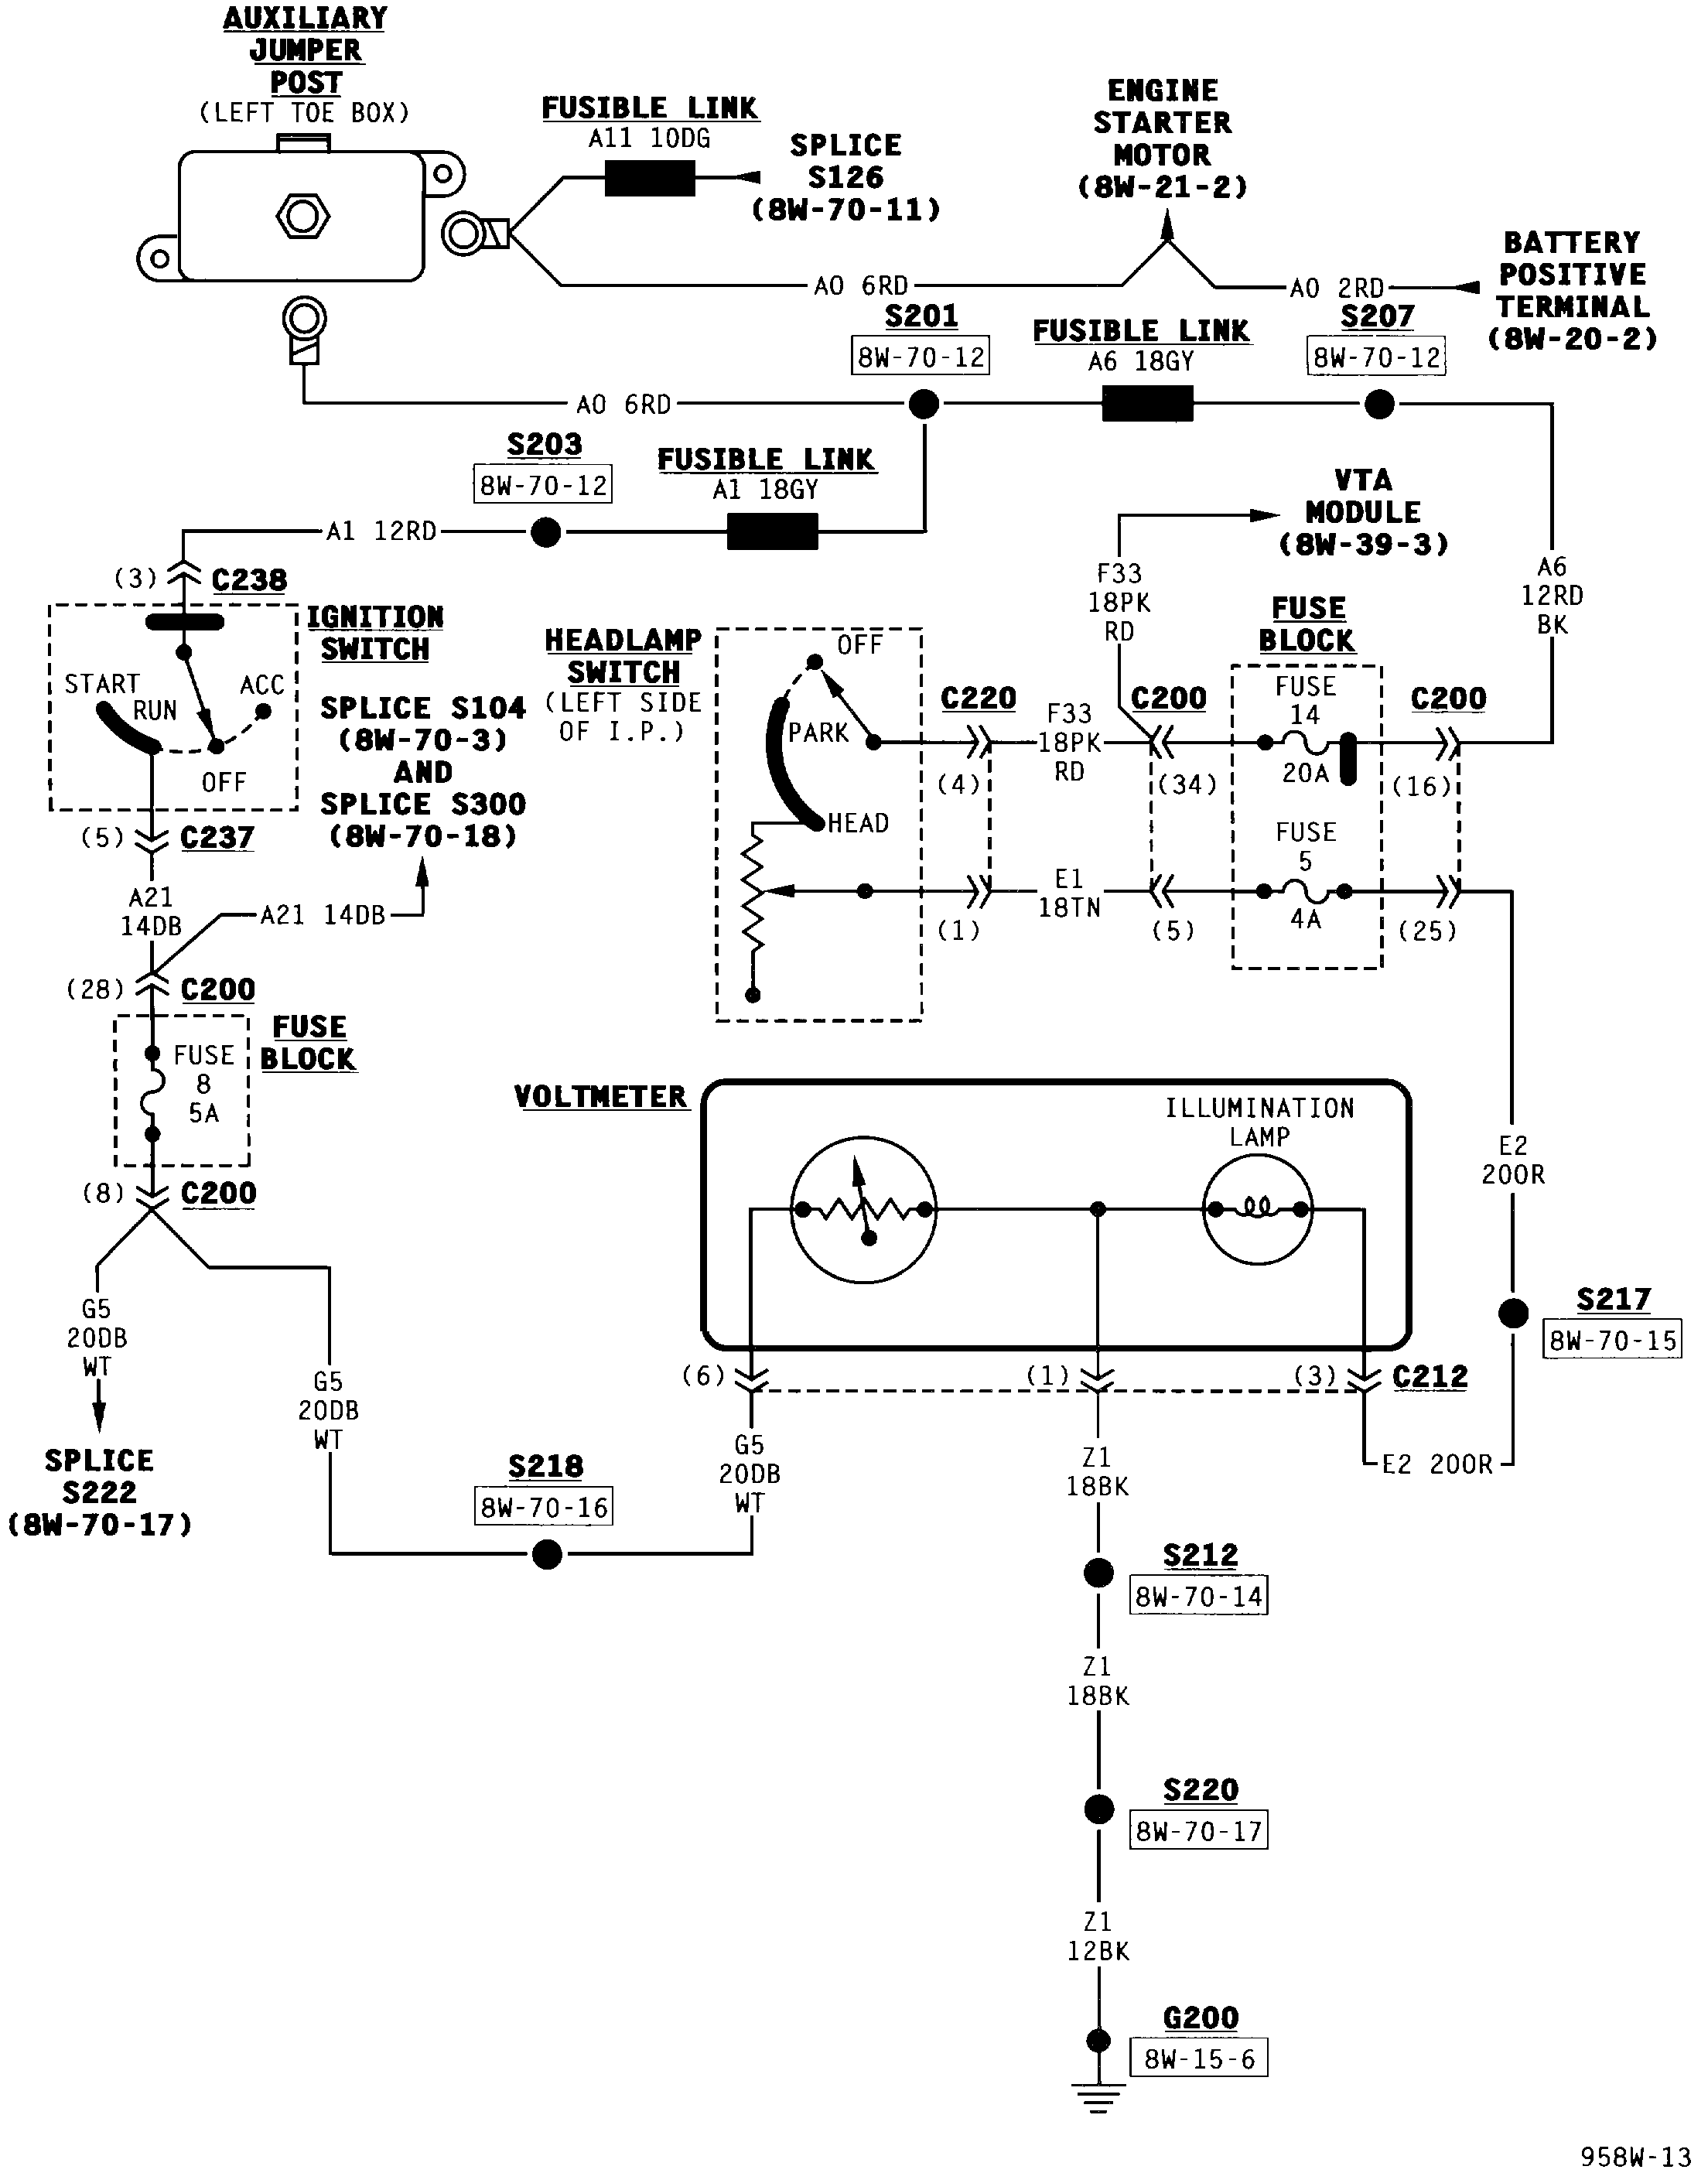 AUXILIARY
JUMPER
POST
(LEFT TOE BOX)
FUSIBLE LINK
A11 10DG
SPLICE
S126
(8W-70-11)
ENGINE
STARTER
MOTOR
(8W-21-2)
BATTERY
POSITIVE
TERMINAL
(8W-20-2)
A0 6RD
A0 2RD
S201
8W-70-12
FUSIBLE LINK
A6 18GY
S207
8W-70-12
A0 6RD
S203
8W-70-12
FUSIBLE LINK
A1 18GY
VTA
MODULE
(8W-39-3)
A1 12RD
(3)
C238
F33
18PK
RD
A6
12RD
BK
FUSE
BLOCK
IGNITION
SWITCH
START
RUN
ACC
OFF
HEADLAMP
SWITCH
(LEFT SIDE
OF I.P.)
OFF
PARK
HEAD
SPLICE S104
(8W-70-3)
AND
SPLICE S300
(8W-70-18)
C220
F33
18PK
RD
C200
FUSE
14
20A
C200
(4)
(34)
(16)
(5)
C237
FUSE
5
4A
A21
14DB
A21 14DB
E1
18TN
(1)
(5)
(25)
(28)
C200
FUSE
8
5A
FUSE
BLOCK
VOLTMETER
ILLUMINATION
LAMP
E2
20OR
(8)
C200
G5
20DB
WT
S217
8W-70-15
(6)
(1)
(3)
C212
G5
20DB
WT
SPLICE
S222
(8W-70-17)
S218
8W-70-16
G5
20DB
WT
Z1
18BK
E2 20OR
S212
8W-70-14
Z1
18BK
S220
8W-70-17
Z1
12BK
G200
8W-15-6
958W-13